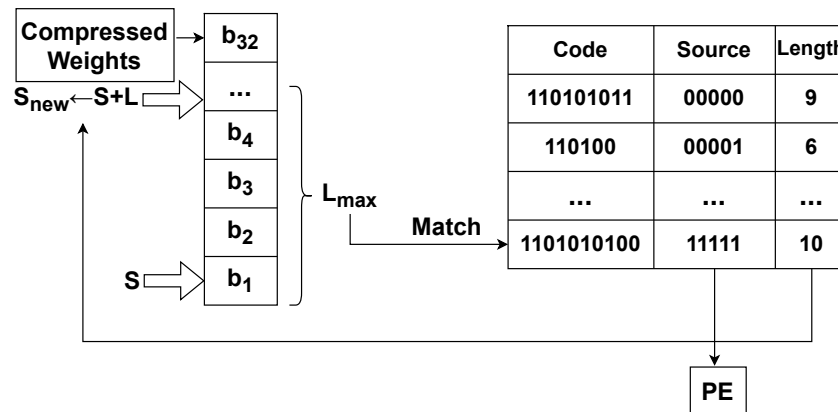 Compressed
Weights
b32
...
b4
b3
b2
b1
Snew←S+L
S
Lmax
Match
Code Source Length
110101011 00000 9
110100 00001 6
... ... ...
1101010100 11111 10
PE